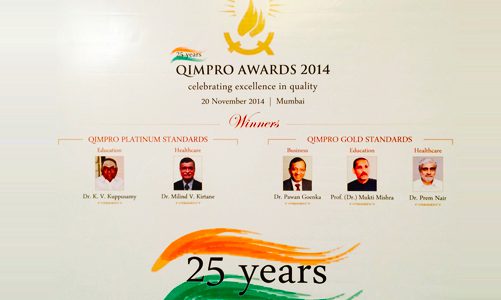 25 years
QIMPRO AWARDS 2014
celebrating excellence in quality
20 November 2014 | Mumbai
Winners
QIMPRO PLATINUM STANDARDS
Education Healthcare
Dr. K. V. Kuppusamy Dr. Milind V. Kirtane
QIMPRO GOLD STANDARDS
Business Education Healthcare
Dr. Pawan Goenka Prof. (Dr.) Mukti Mishra Dr. Prem Nair
25 years